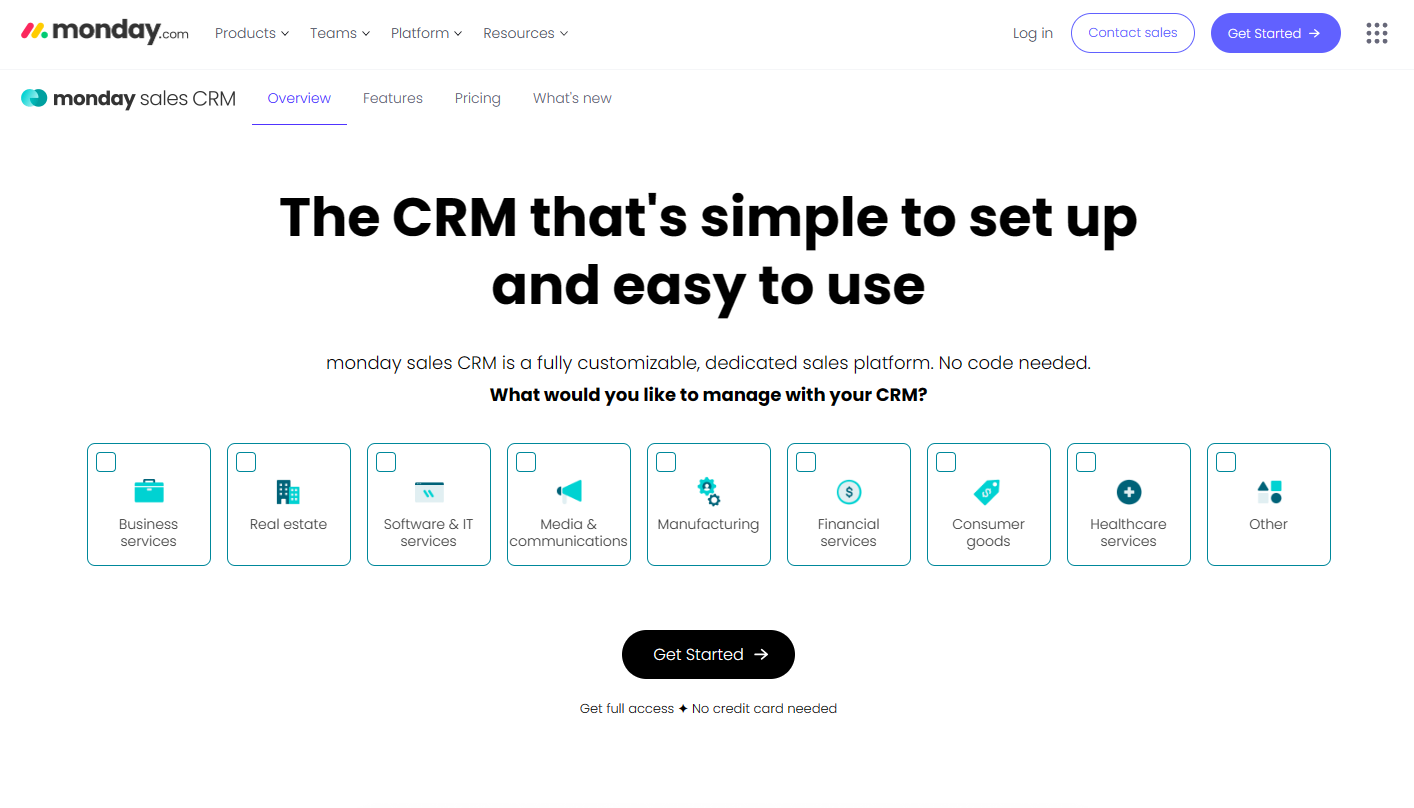 monday.com Products Teams Platform Resources Log in Contact sales Get Started
monday sales CRM Overview Features Pricing What's new
The CRM that's simple to set up
and easy to use
monday sales CRM is a fully customizable, dedicated sales platform. No code needed.
What would you like to manage with your CRM?
Business
services
Real estate
Software & IT
services
Media &
communications
Manufacturing
Financial
services
Consumer
goods
Healthcare
services
Other
Get Started
Get full access ✦ No credit card needed